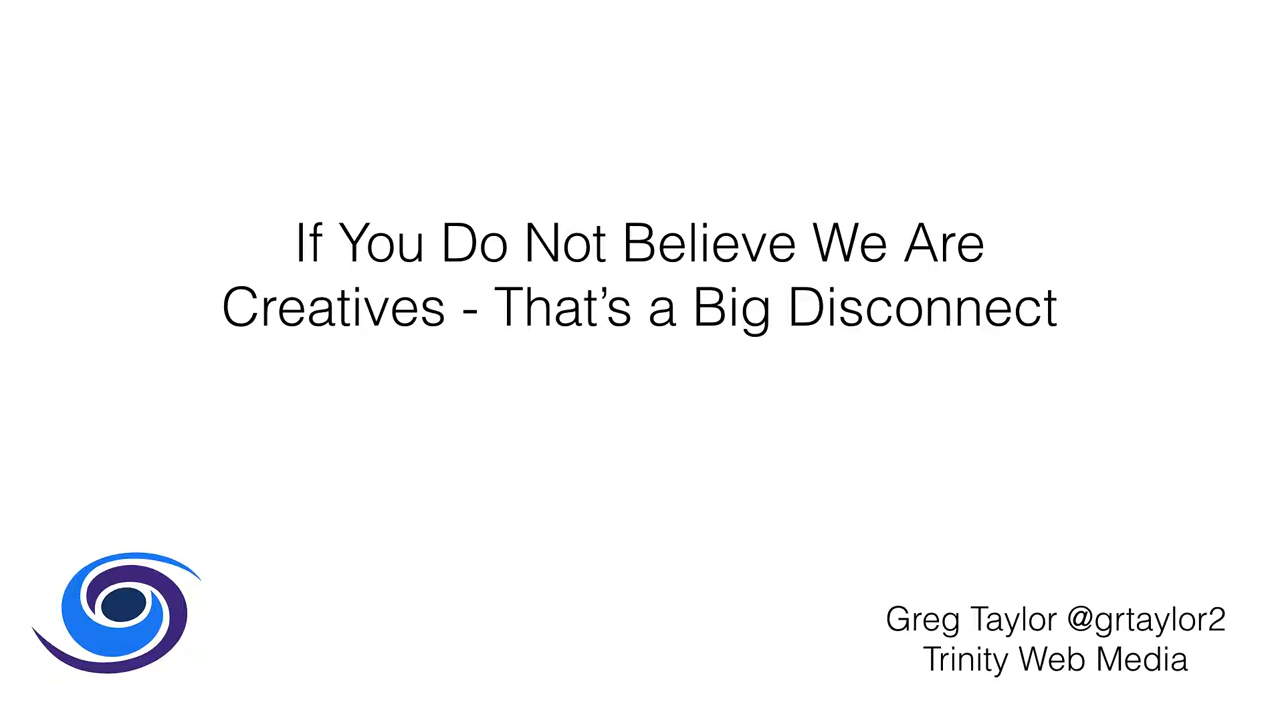 If You Do Not Believe We Are
Creatives - That’s a Big Disconnect
Greg Taylor @grtaylor2
Trinity Web Media